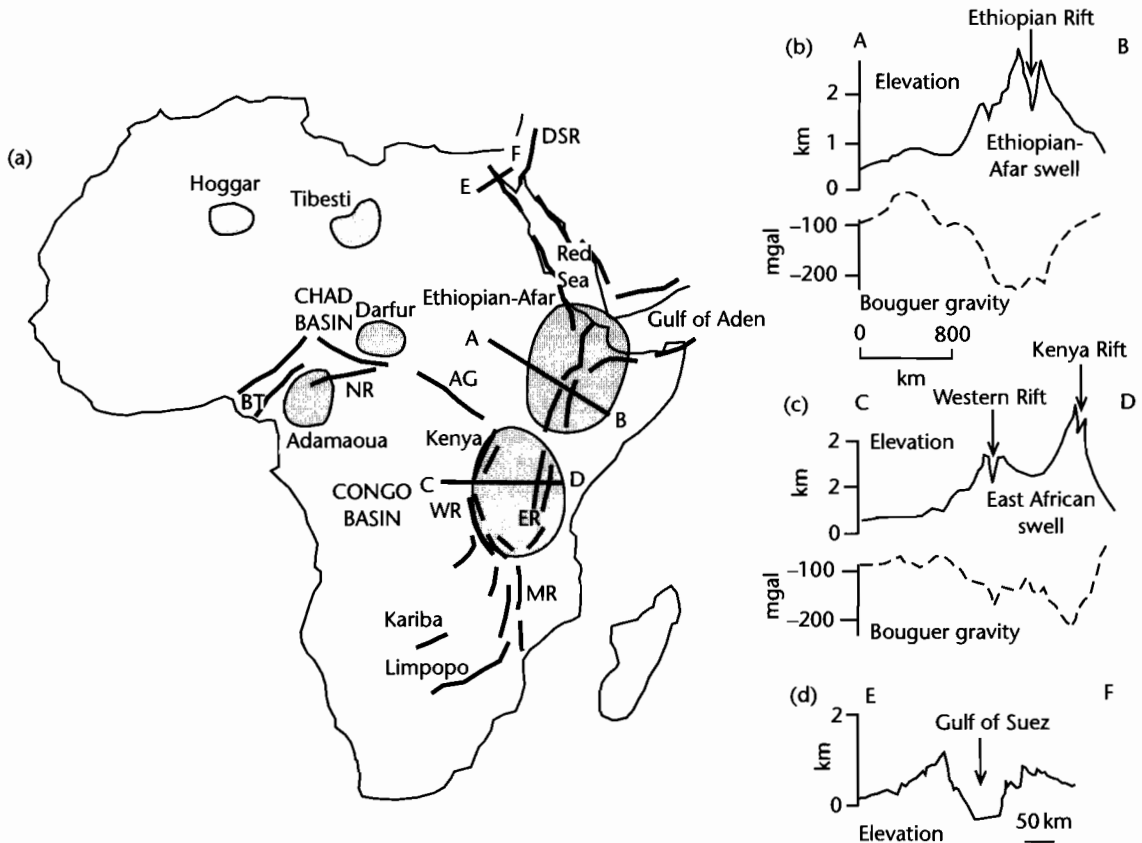 (a)
Hoggar
Tibesti
DSR
F
E
Red
Sea
Ethiopian-Afar
Gulf of Aden
CHAD
BASIN
Darfur
A
B
AG
NR
BT
Adamaoua
Kenya
C
D
CONGO
BASIN
WR
ER
MR
Kariba
Limpopo
(b)
A
Ethiopian Rift
B
Elevation
2
1
0
km
Ethiopian-
Afar swell
−100
−200
mgal
Bouguer gravity
0 800
km
(c)
C
Western Rift
Kenya Rift
D
Elevation
2
2
0
km
East African
swell
−100
−200
mgal
Bouguer gravity
(d)
E
F
Gulf of Suez
2
0
km
50 km
Elevation